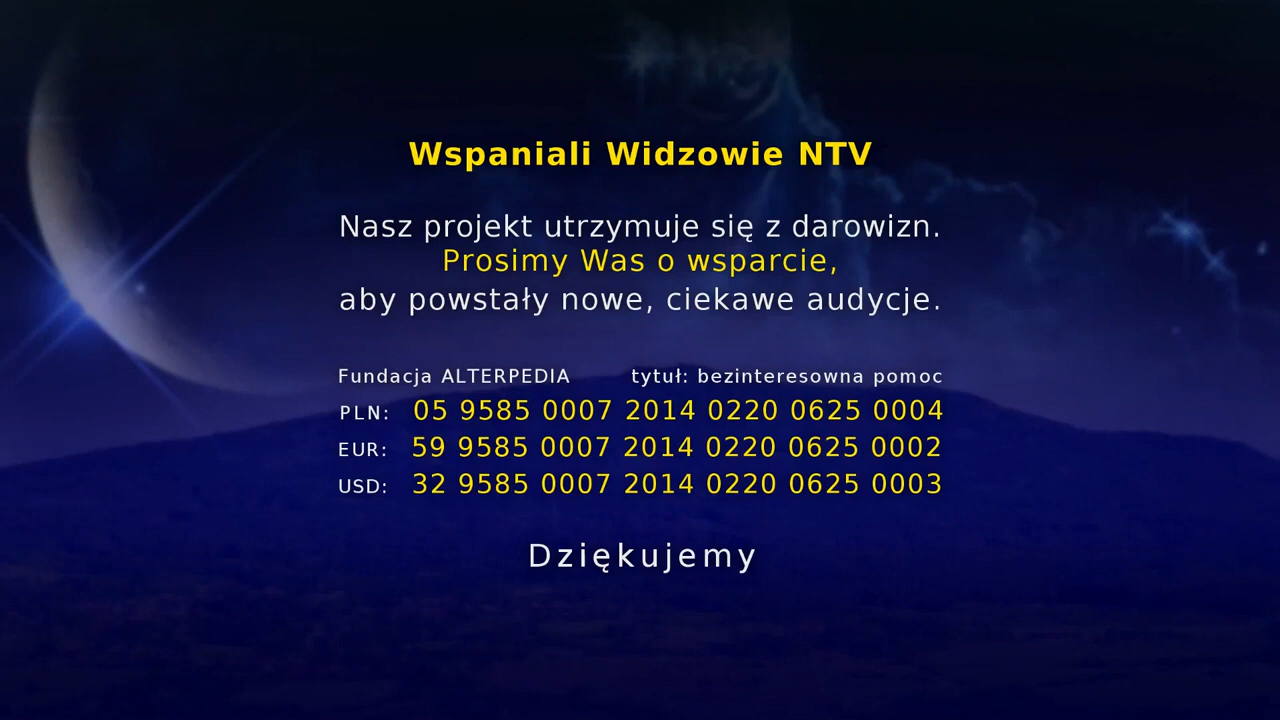 Wspaniali Widzowie NTV
Nasz projekt utrzymuje się z darowizn.
Prosimy Was o wsparcie,
aby powstały nowe, ciekawe audycje.
Fundacja ALTERPEDIA tytuł: bezinteresowna pomoc
PLN: 05 9585 0007 2014 0220 0625 0004
EUR: 59 9585 0007 2014 0220 0625 0002
USD: 32 9585 0007 2014 0220 0625 0003
Dziękujemy